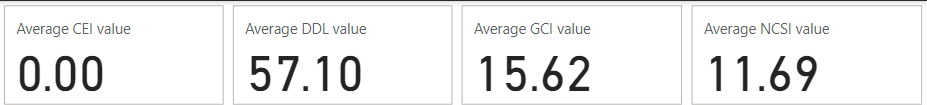 Average CEI value
0.00
Average DDL value
57.10
Average GCI value
15.62
Average NCSI value
11.69